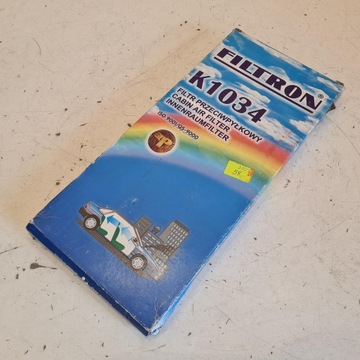 FILTRON
K1034
FILTR PRZECIWPYŁKOWY
CABIN AIR FILTER
INNENRAUMFILTER
ISO 9001/QS-9000